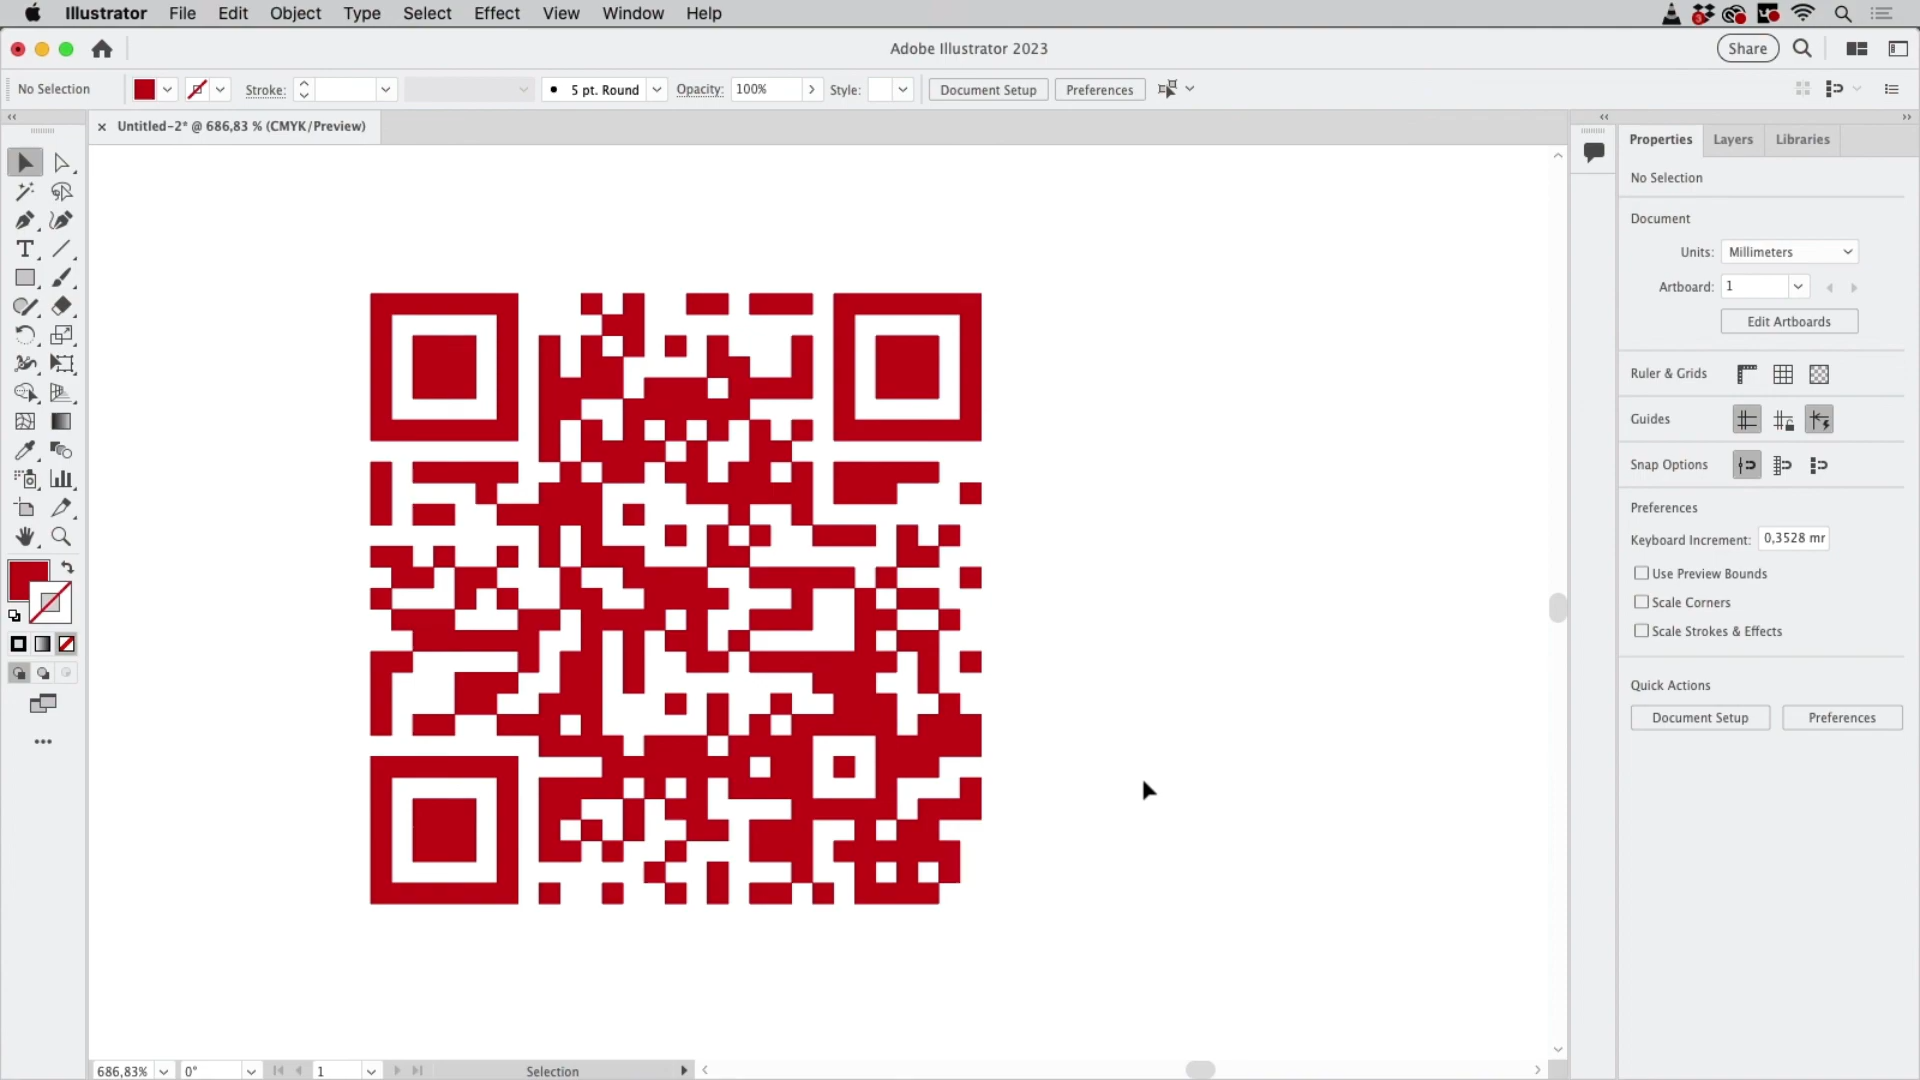 Illustrator File Edit Object Type Select Effect View Window Help
Adobe Illustrator 2023
Share
No Selection
Stroke:
5 pt. Round
Opacity:
100%
Style:
Document Setup
Preferences
Untitled-2* @ 686,83 % (CMYK/Preview)
Properties
Layers
Libraries
No Selection
Document
Units:
Millimeters
Artboard:
1
Edit Artboards
Ruler & Grids
Guides
Snap Options
Preferences
Keyboard Increment:
0,3528 mr
Use Preview Bounds
Scale Corners
Scale Strokes & Effects
Quick Actions
Document Setup
Preferences
686,83%
0°
1
Selection